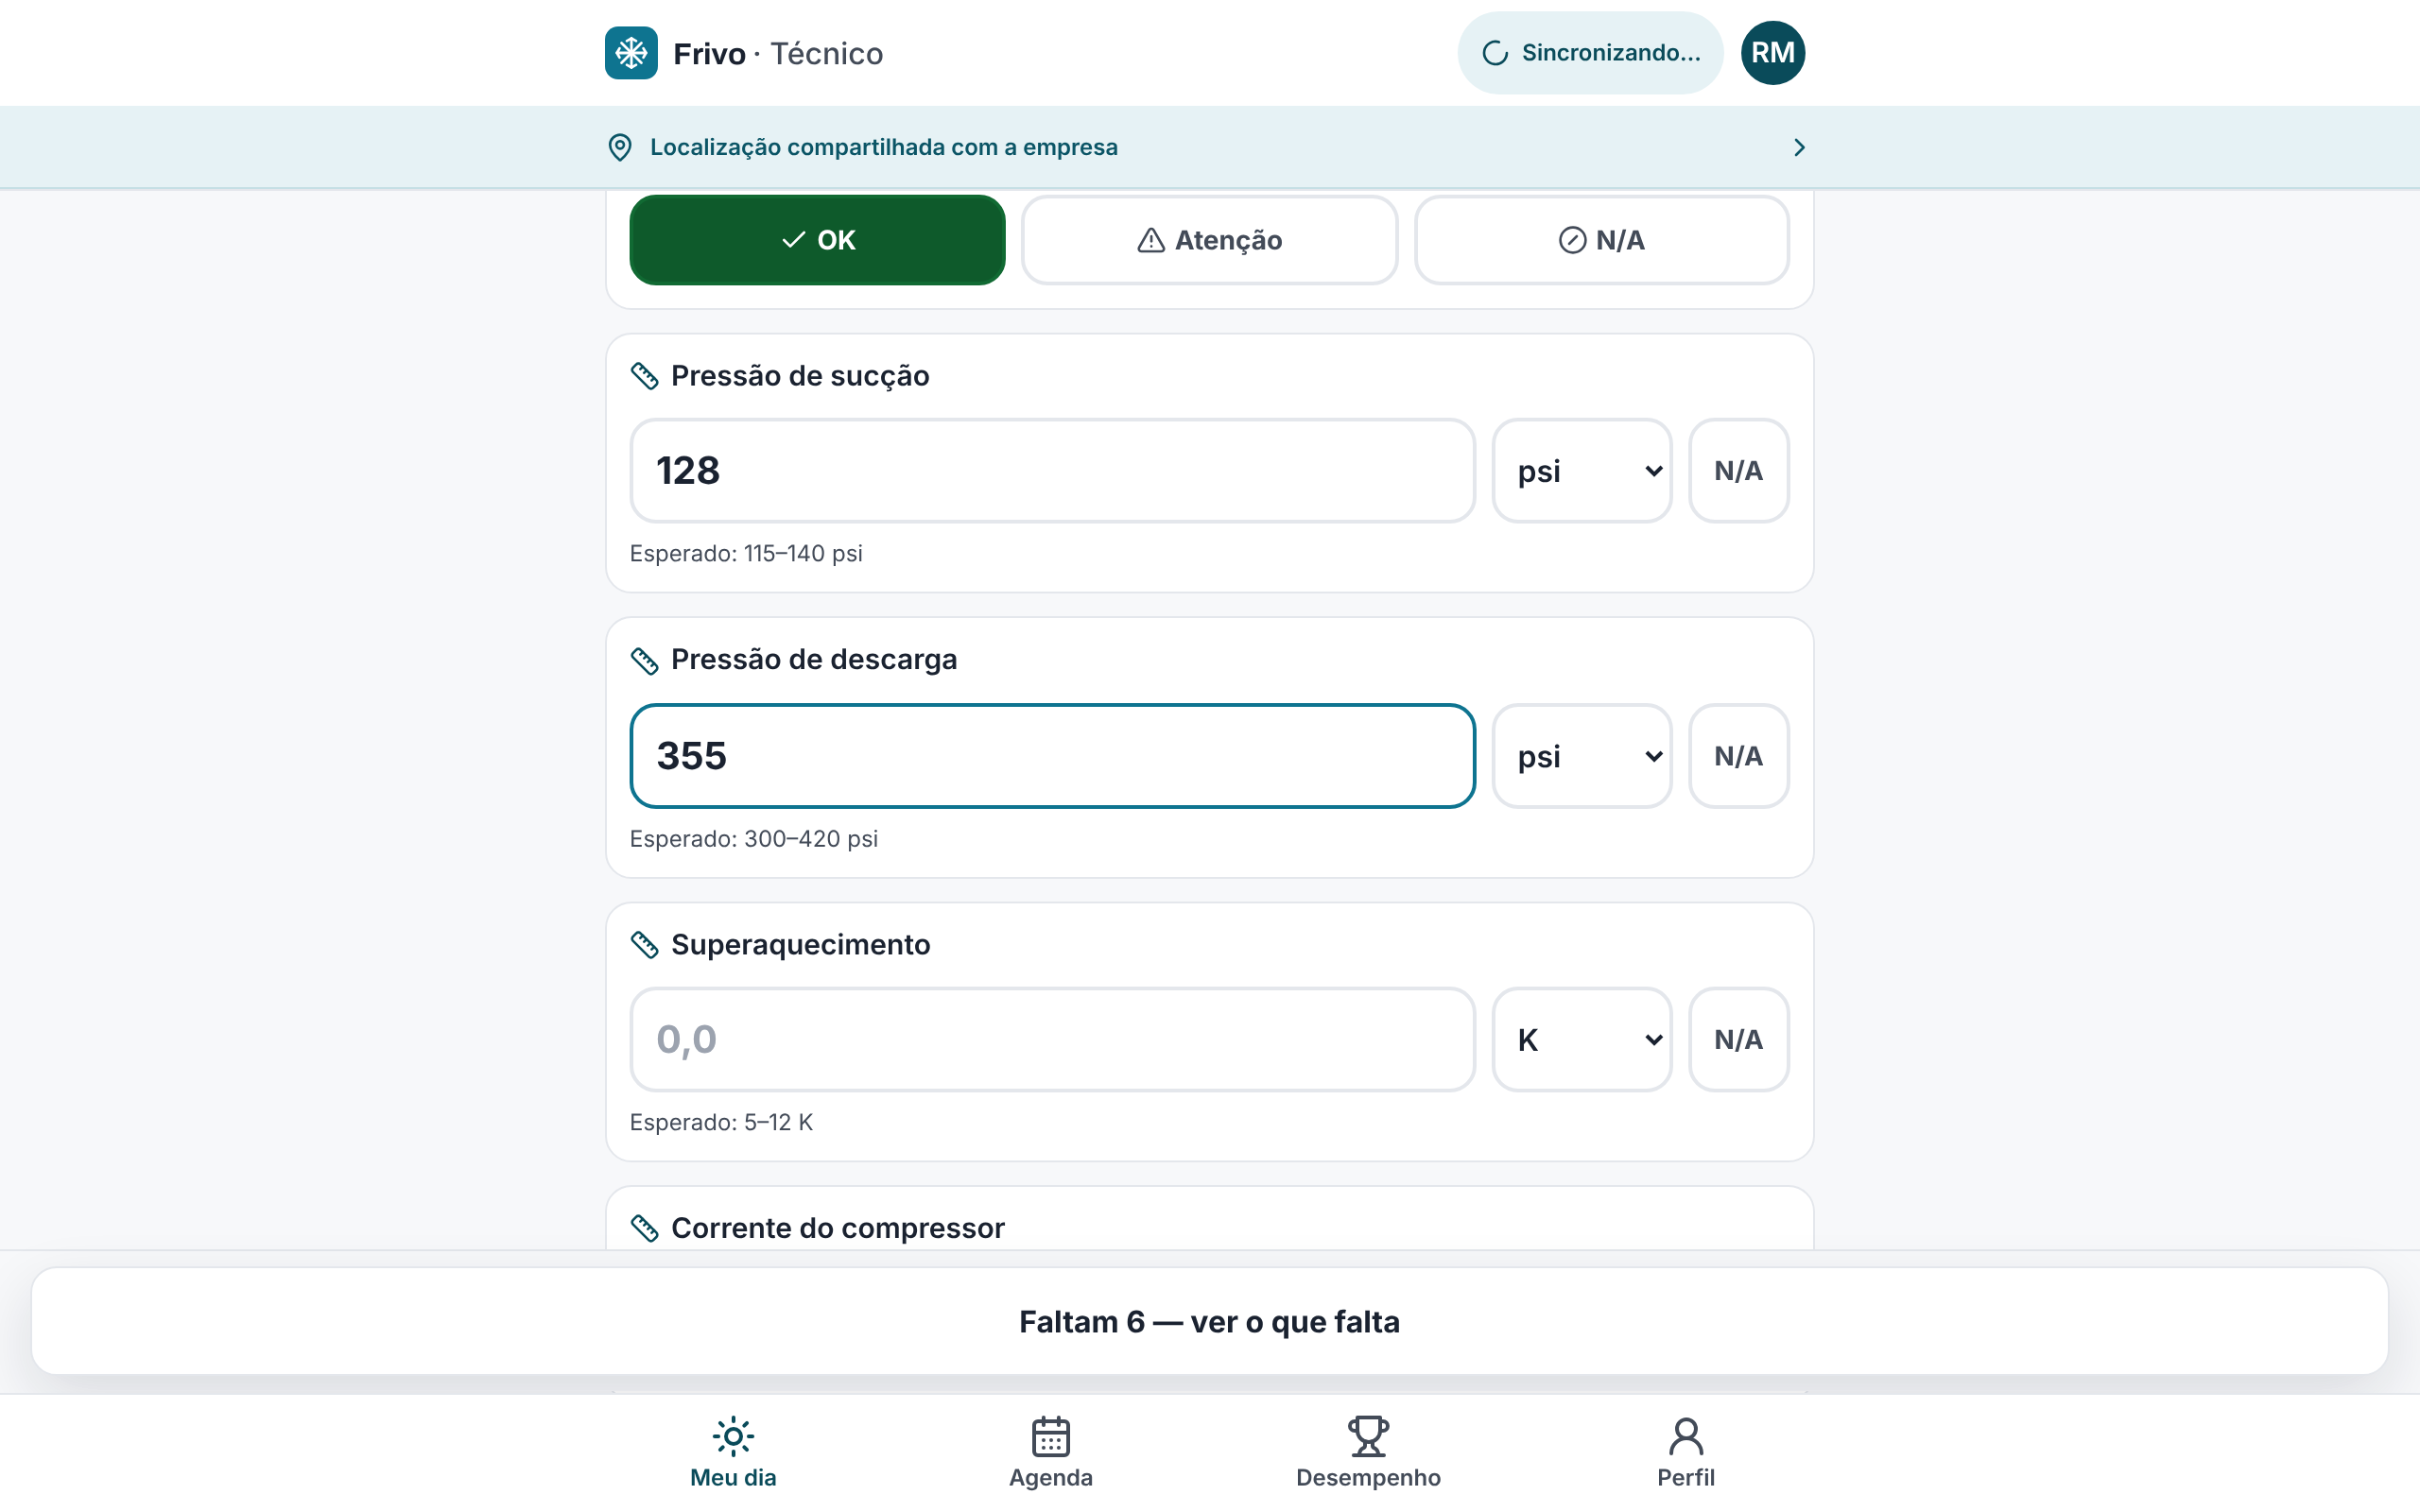 Frivo · Técnico
Sincronizando...
RM
Localização compartilhada com a empresa
OK
Atenção
N/A
Pressão de sucção
128
psi
N/A
Esperado: 115–140 psi
Pressão de descarga
355
psi
N/A
Esperado: 300–420 psi
Superaquecimento
0,0
K
N/A
Esperado: 5–12 K
Corrente do compressor
Faltam 6 — ver o que falta
Meu dia
Agenda
Desempenho
Perfil